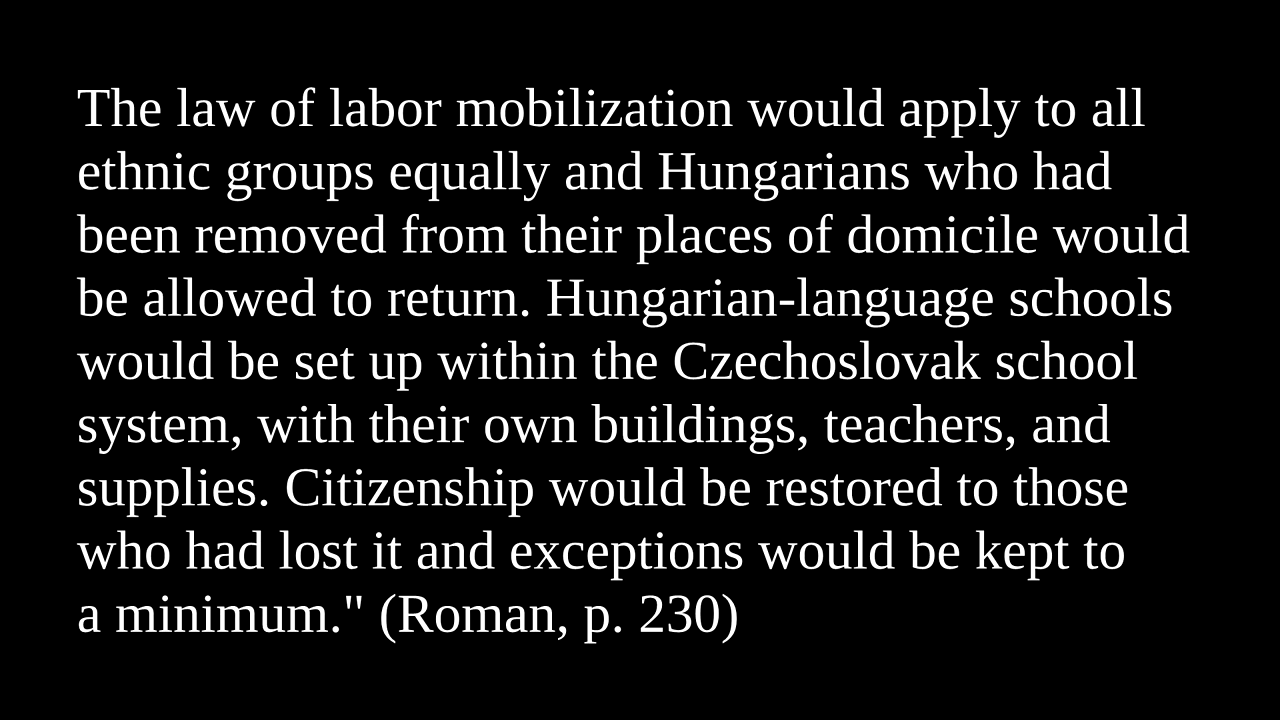 The law of labor mobilization would apply to all
ethnic groups equally and Hungarians who had
been removed from their places of domicile would
be allowed to return. Hungarian-language schools
would be set up within the Czechoslovak school
system, with their own buildings, teachers, and
supplies. Citizenship would be restored to those
who had lost it and exceptions would be kept to
a minimum." (Roman, p. 230)